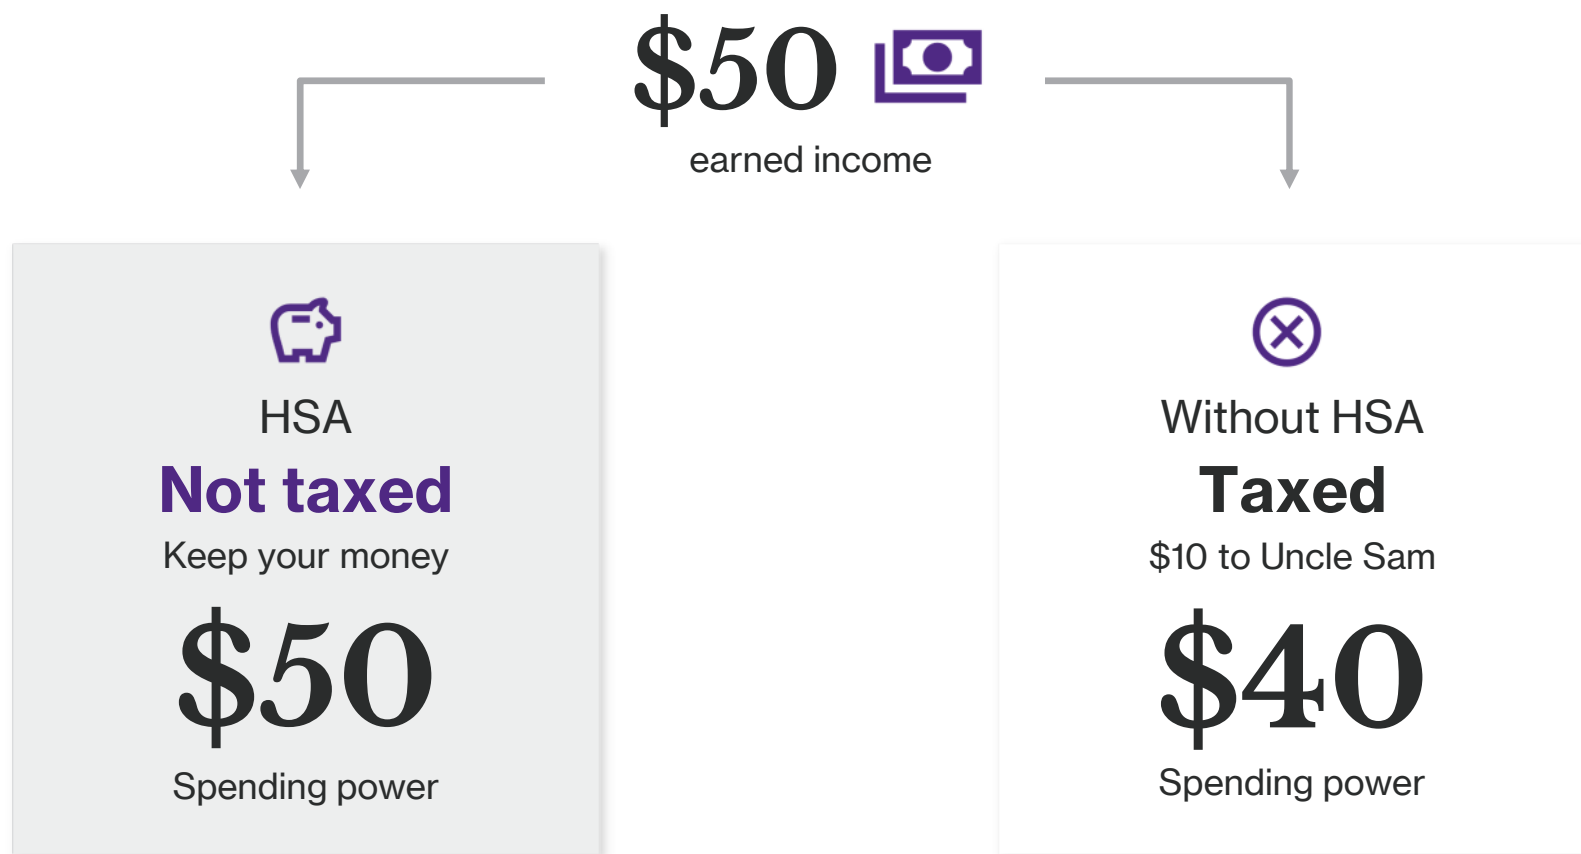 $50
earned income
HSA
Not taxed
Keep your money
$50
Spending power
Without HSA
Taxed
$10 to Uncle Sam
$40
Spending power